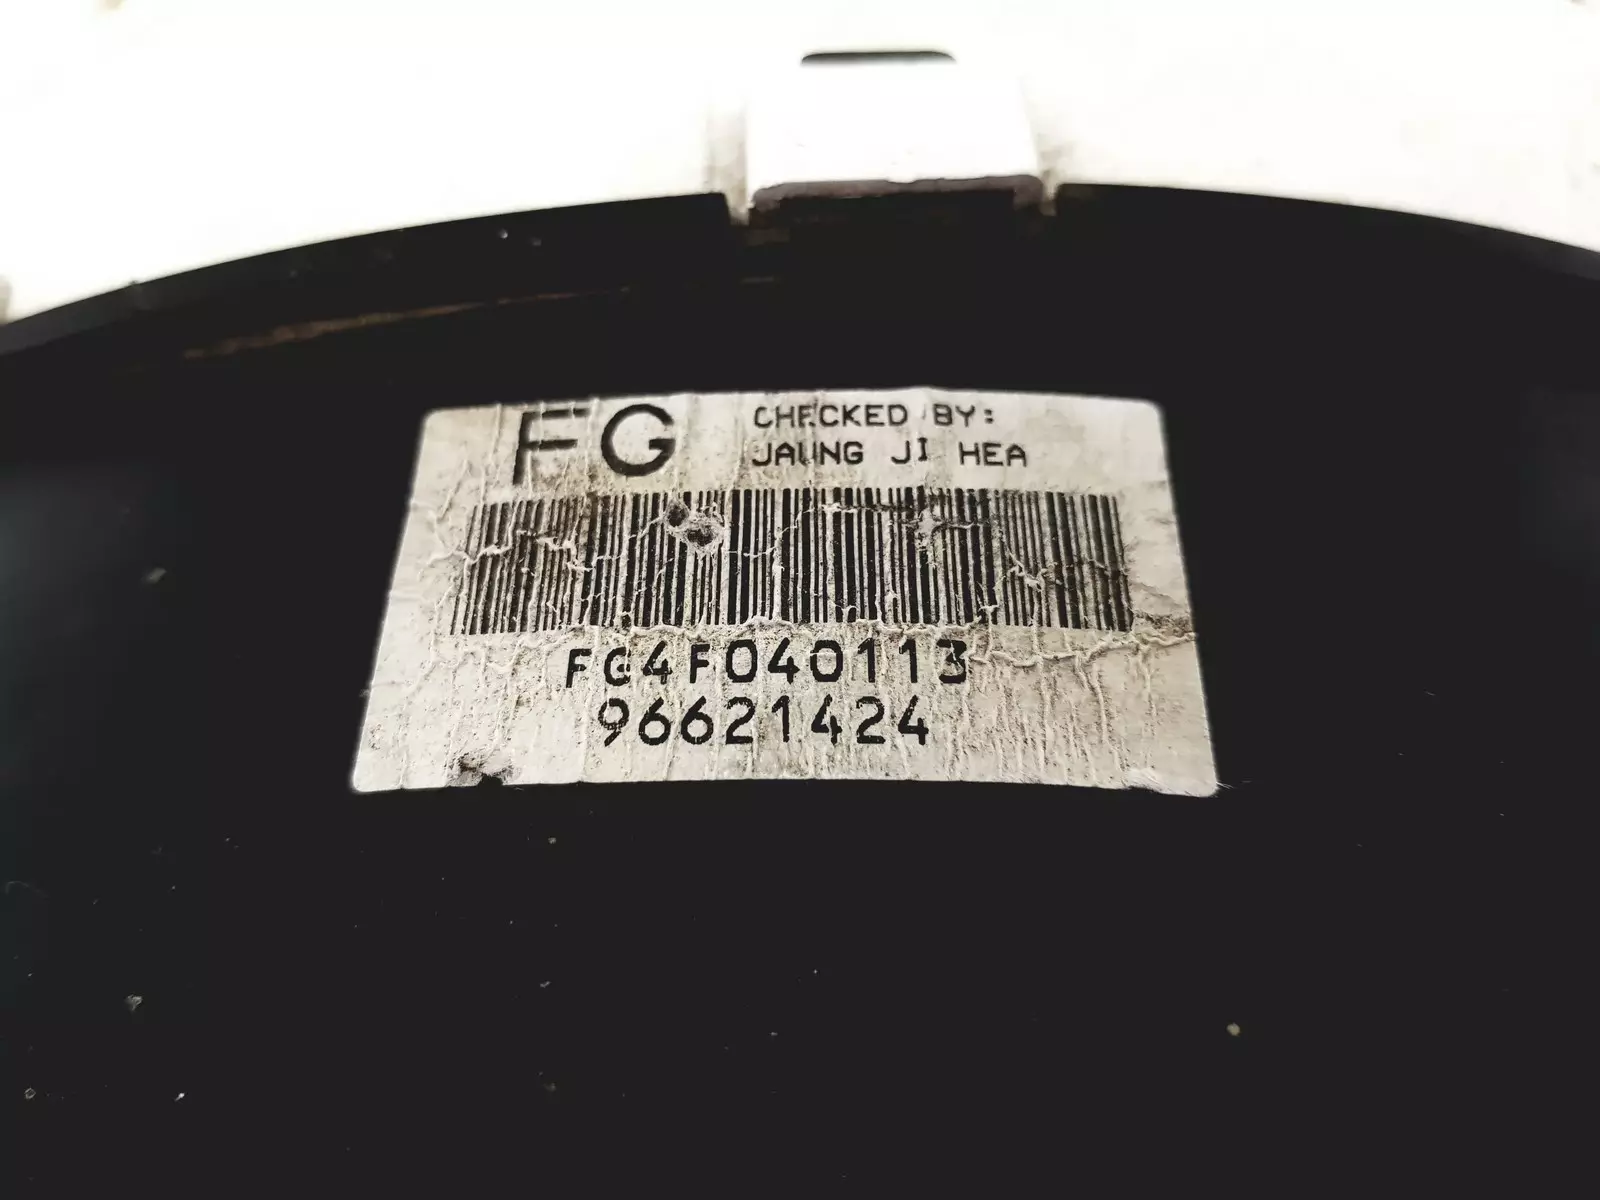 FG
CHECKED BY:
JAUNG JI HEA
FG4F040113
96621424